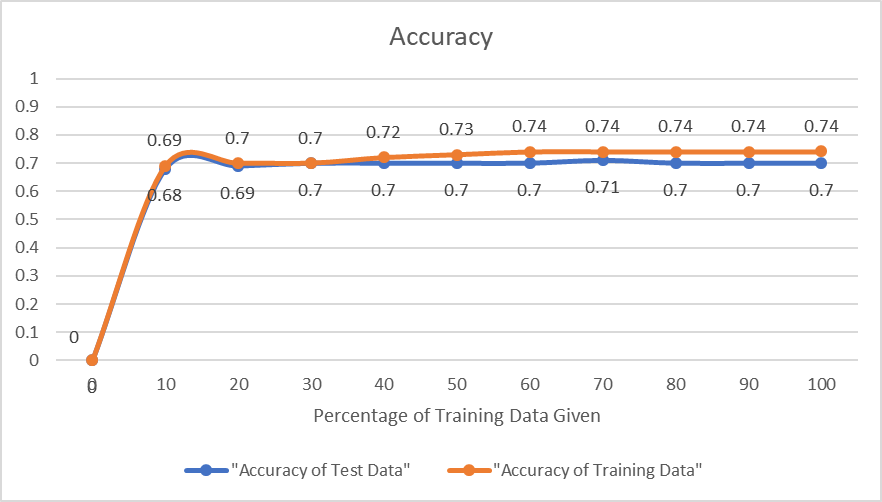 Accuracy
1
0.9
0.8
0.7
0.6
0.5
0.4
0.3
0.2
0.1
0
0.69 0.7 0.7 0.72 0.73 0.74 0.74 0.74 0.74 0.74
0.68 0.69 0.7 0.7 0.7 0.7 0.71 0.7 0.7 0.7
0
0
0 10 20 30 40 50 60 70 80 90 100
Percentage of Training Data Given
"Accuracy of Test Data" "Accuracy of Training Data"